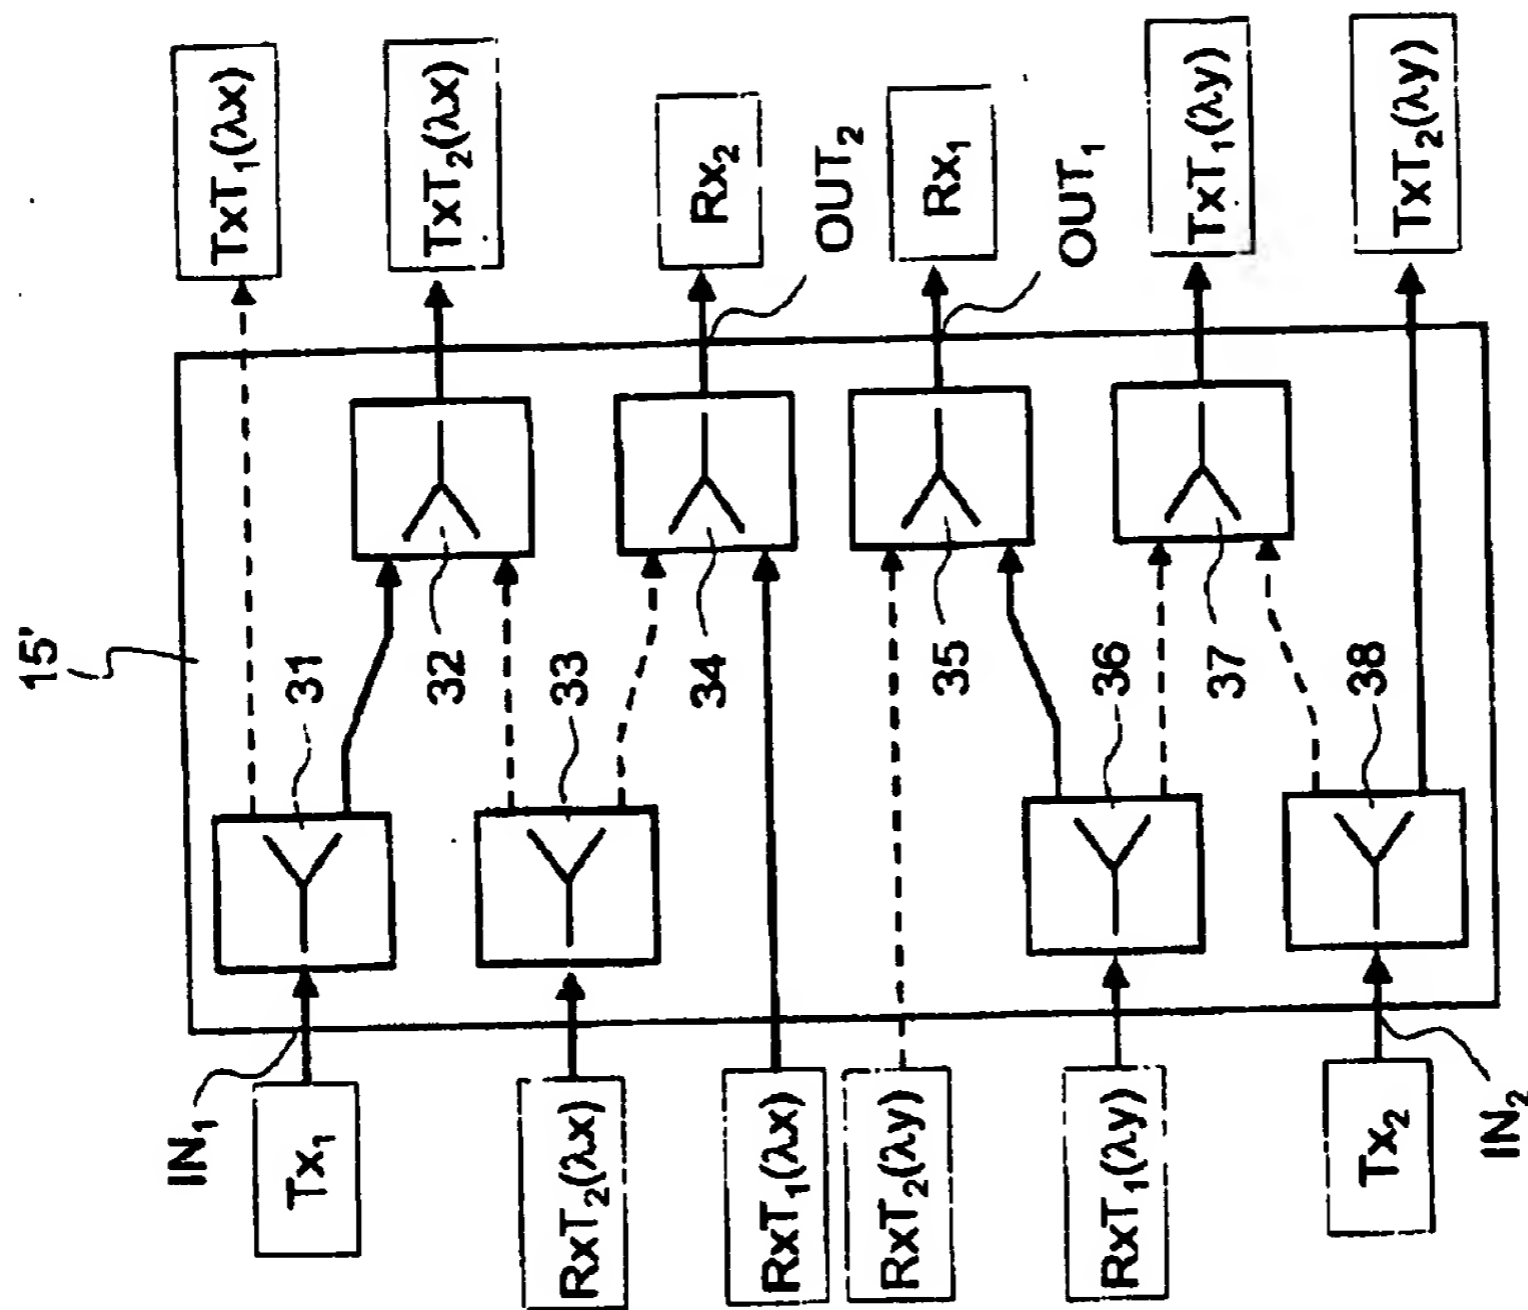 TxT₁(λx)
TxT₂(λx)
Rx₂
OUT₂
Rx₁
OUT₁
TxT₁(λy)
TxT₂(λy)
15'
31
32
33
34
35
36
37
38
IN₁
Tx₁
RxT₂(λx)
RxT₁(λx)
RxT₂(λy)
RxT₁(λy)
Tx₂
IN₂